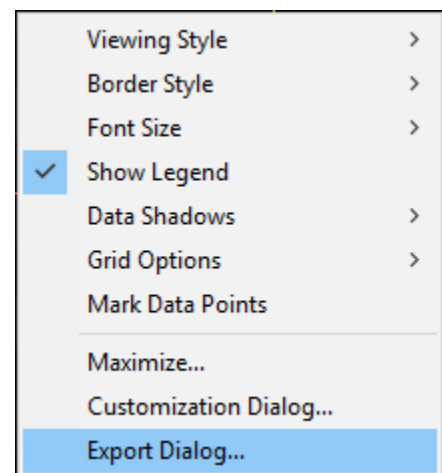 Viewing Style
Border Style
Font Size
Show Legend
Data Shadows
Grid Options
Mark Data Points
Maximize...
Customization Dialog...
Export Dialog...